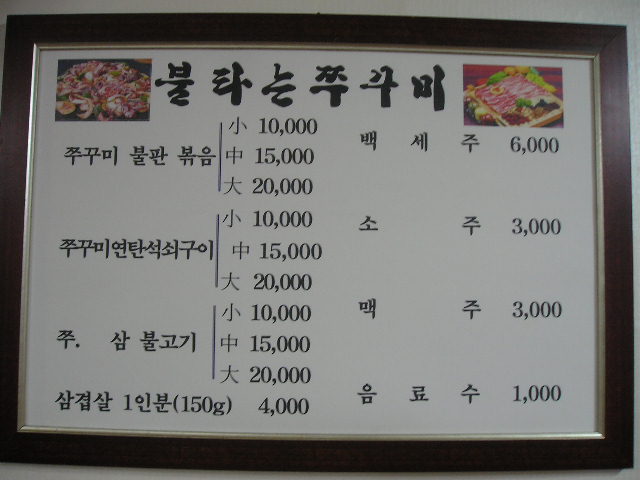 불타는쭈꾸미
쭈꾸미 불판 볶음
小 10,000
中 15,000
大 20,000
쭈꾸미연탄석쇠구이
小 10,000
中 15,000
大 20,000
쭈. 삼 불고기
小 10,000
中 15,000
大 20,000
삼겹살 1인분(150g) 4,000
백 세 주 6,000
소 주 3,000
맥 주 3,000
음 료 수 1,000